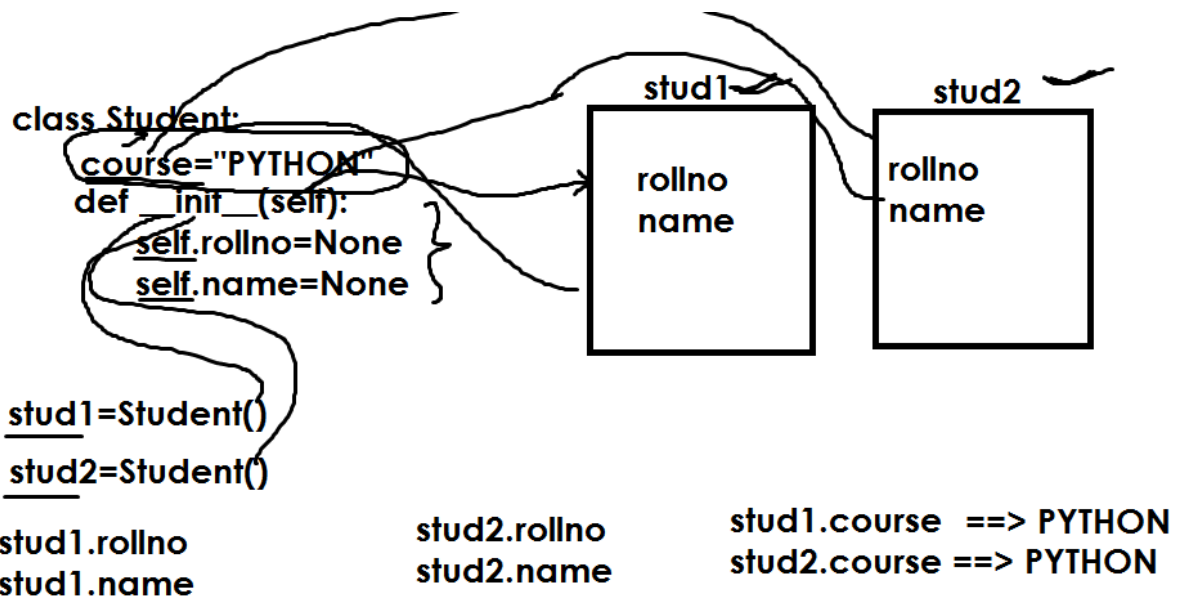 class Student:
course="PYTHON"
def __init__(self):
self.rollno=None
self.name=None
stud1
rollno
name
stud2
rollno
name
stud1=Student()
stud2=Student()
stud1.rollno
stud1.name
stud2.rollno
stud2.name
stud1.course ==> PYTHON
stud2.course ==> PYTHON